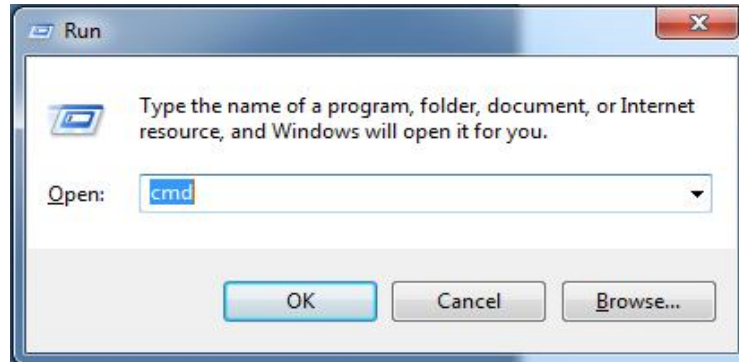 Run
Type the name of a program, folder, document, or Internet
resource, and Windows will open it for you.
Open: cmd
OK Cancel Browse...